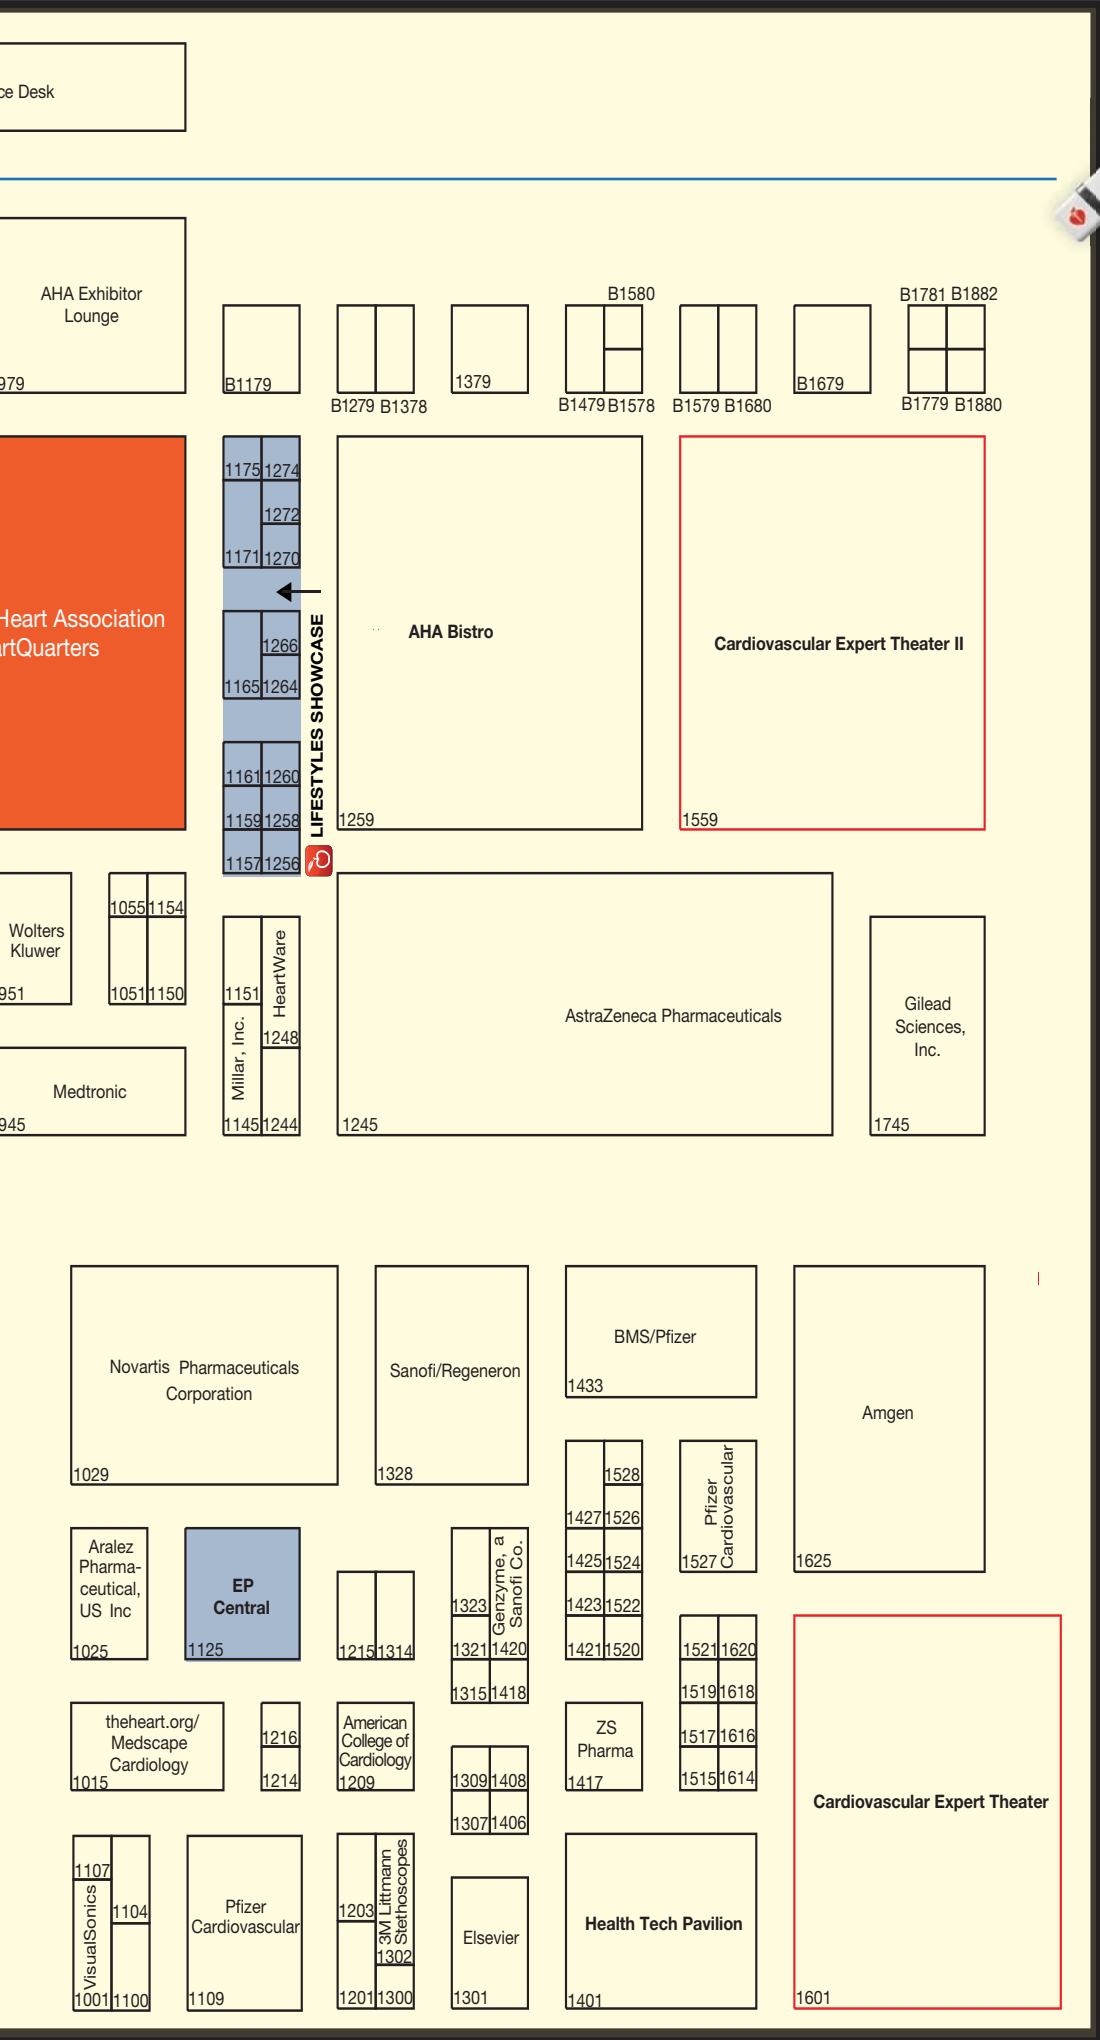 ce Desk
AHA Exhibitor
Lounge
979
B1179
B1279 B1378
1379
B1580
B1479 B1578
B1579 B1680
B1679
B1781 B1882
B1779 B1880
Heart Association
artQuarters
1175 1274
1272
1171 1270
1266
1165 1264
1161 1260
1159 1258
1157 1256
LIFESTYLES SHOWCASE
AHA Bistro
1259
Cardiovascular Expert Theater II
1559
Wolters
Kluwer
951
1055 1154
1051 1150
Medtronic
945
1151
HeartWare
1248
Millar, Inc.
1145 1244
AstraZeneca Pharmaceuticals
1245
Gilead
Sciences,
Inc.
1745
Novartis Pharmaceuticals
Corporation
1029
Sanofi/Regeneron
1328
BMS/Pfizer
1433
Amgen
1625
1528
1427 1526
1425 1524
1423 1522
1421 1520
Pfizer
Cardiovascular
1527
Aralez
Pharma-
ceutical,
US Inc
1025
EP
Central
1125
1215 1314
1323
Genzyme, a
Sanofi Co.
1321 1420
1315 1418
1521 1620
1519 1618
1517 1616
1515 1614
theheart.org/
Medscape
Cardiology
1015
1216
1214
American
College of
Cardiology
1209
1309 1408
1307 1406
ZS
Pharma
1417
Cardiovascular Expert Theater
1601
1107
VisualSonics
1104
1001 1100
Pfizer
Cardiovascular
1109
1203
3M Littmann
Stethoscopes
1302
1201 1300
Elsevier
1301
Health Tech Pavilion
1401